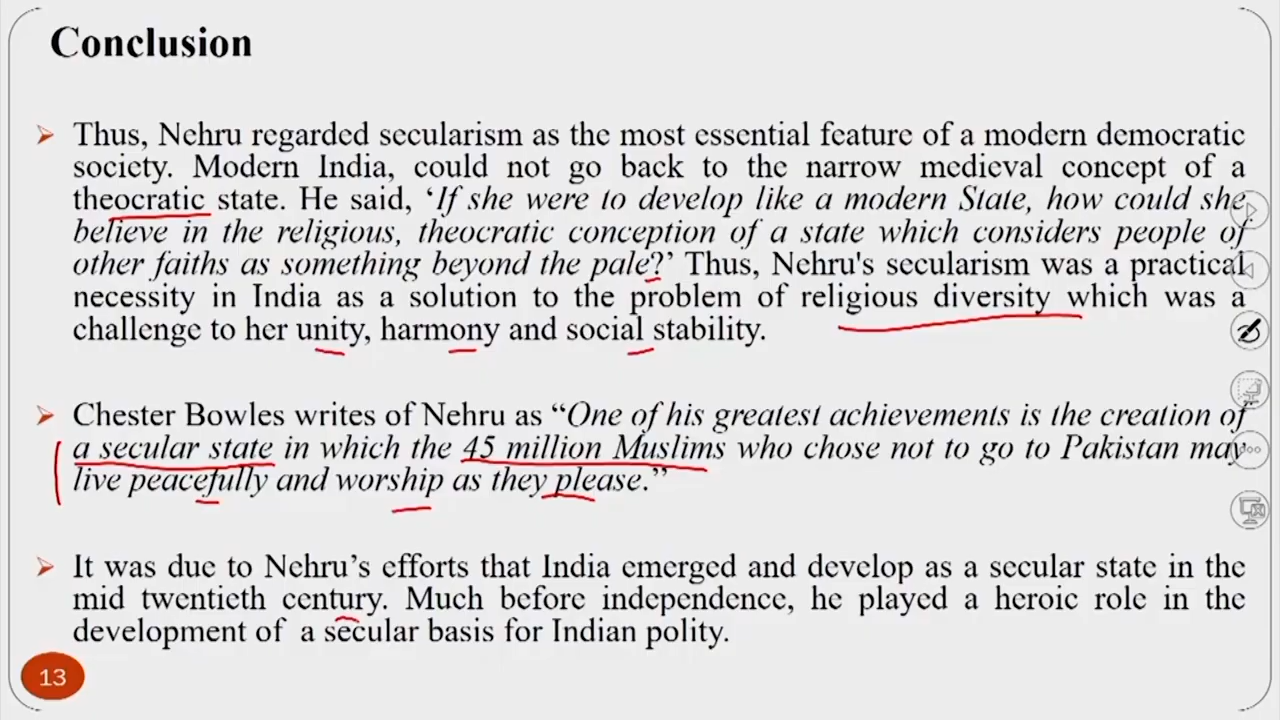 Conclusion
Thus, Nehru regarded secularism as the most essential feature of a modern democratic
society. Modern India, could not go back to the narrow medieval concept of a
theocratic state. He said, ‘If she were to develop like a modern State, how could she
believe in the religious, theocratic conception of a state which considers people of
other faiths as something beyond the pale?’ Thus, Nehru's secularism was a practical
necessity in India as a solution to the problem of religious diversity which was a
challenge to her unity, harmony and social stability.
Chester Bowles writes of Nehru as “One of his greatest achievements is the creation of
a secular state in which the 45 million Muslims who chose not to go to Pakistan may
live peacefully and worship as they please.”
It was due to Nehru’s efforts that India emerged and develop as a secular state in the
mid twentieth century. Much before independence, he played a heroic role in the
development of a secular basis for Indian polity.
13